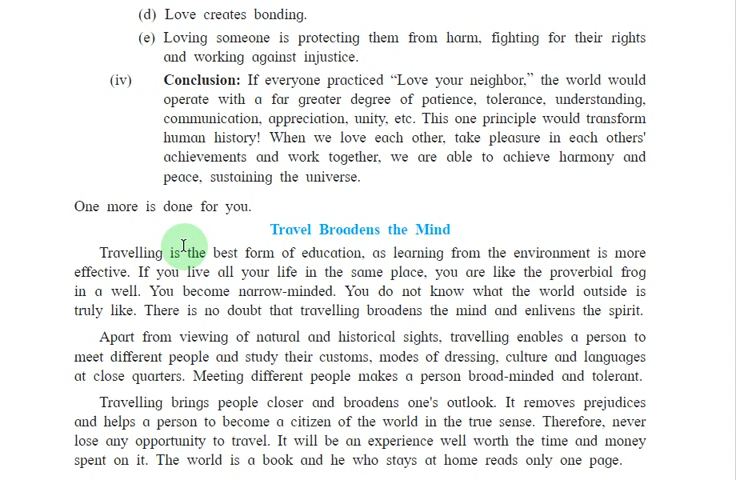 (d) Love creates bonding.
(e) Loving someone is protecting them from harm, fighting for their rights
and working against injustice.
(iv) Conclusion: If everyone practiced “Love your neighbor,” the world would
operate with a far greater degree of patience, tolerance, understanding,
communication, appreciation, unity, etc. This one principle would transform
human history! When we love each other, take pleasure in each others'
achievements and work together, we are able to achieve harmony and
peace, sustaining the universe.
One more is done for you.
Travel Broadens the Mind
Travelling is the best form of education, as learning from the environment is more
effective. If you live all your life in the same place, you are like the proverbial frog
in a well. You become narrow-minded. You do not know what the world outside is
truly like. There is no doubt that travelling broadens the mind and enlivens the spirit.
Apart from viewing of natural and historical sights, travelling enables a person to
meet different people and study their customs, modes of dressing, culture and languages
at close quarters. Meeting different people makes a person broad-minded and tolerant.
Travelling brings people closer and broadens one's outlook. It removes prejudices
and helps a person to become a citizen of the world in the true sense. Therefore, never
lose any opportunity to travel. It will be an experience well worth the time and money
spent on it. The world is a book and he who stays at home reads only one page.